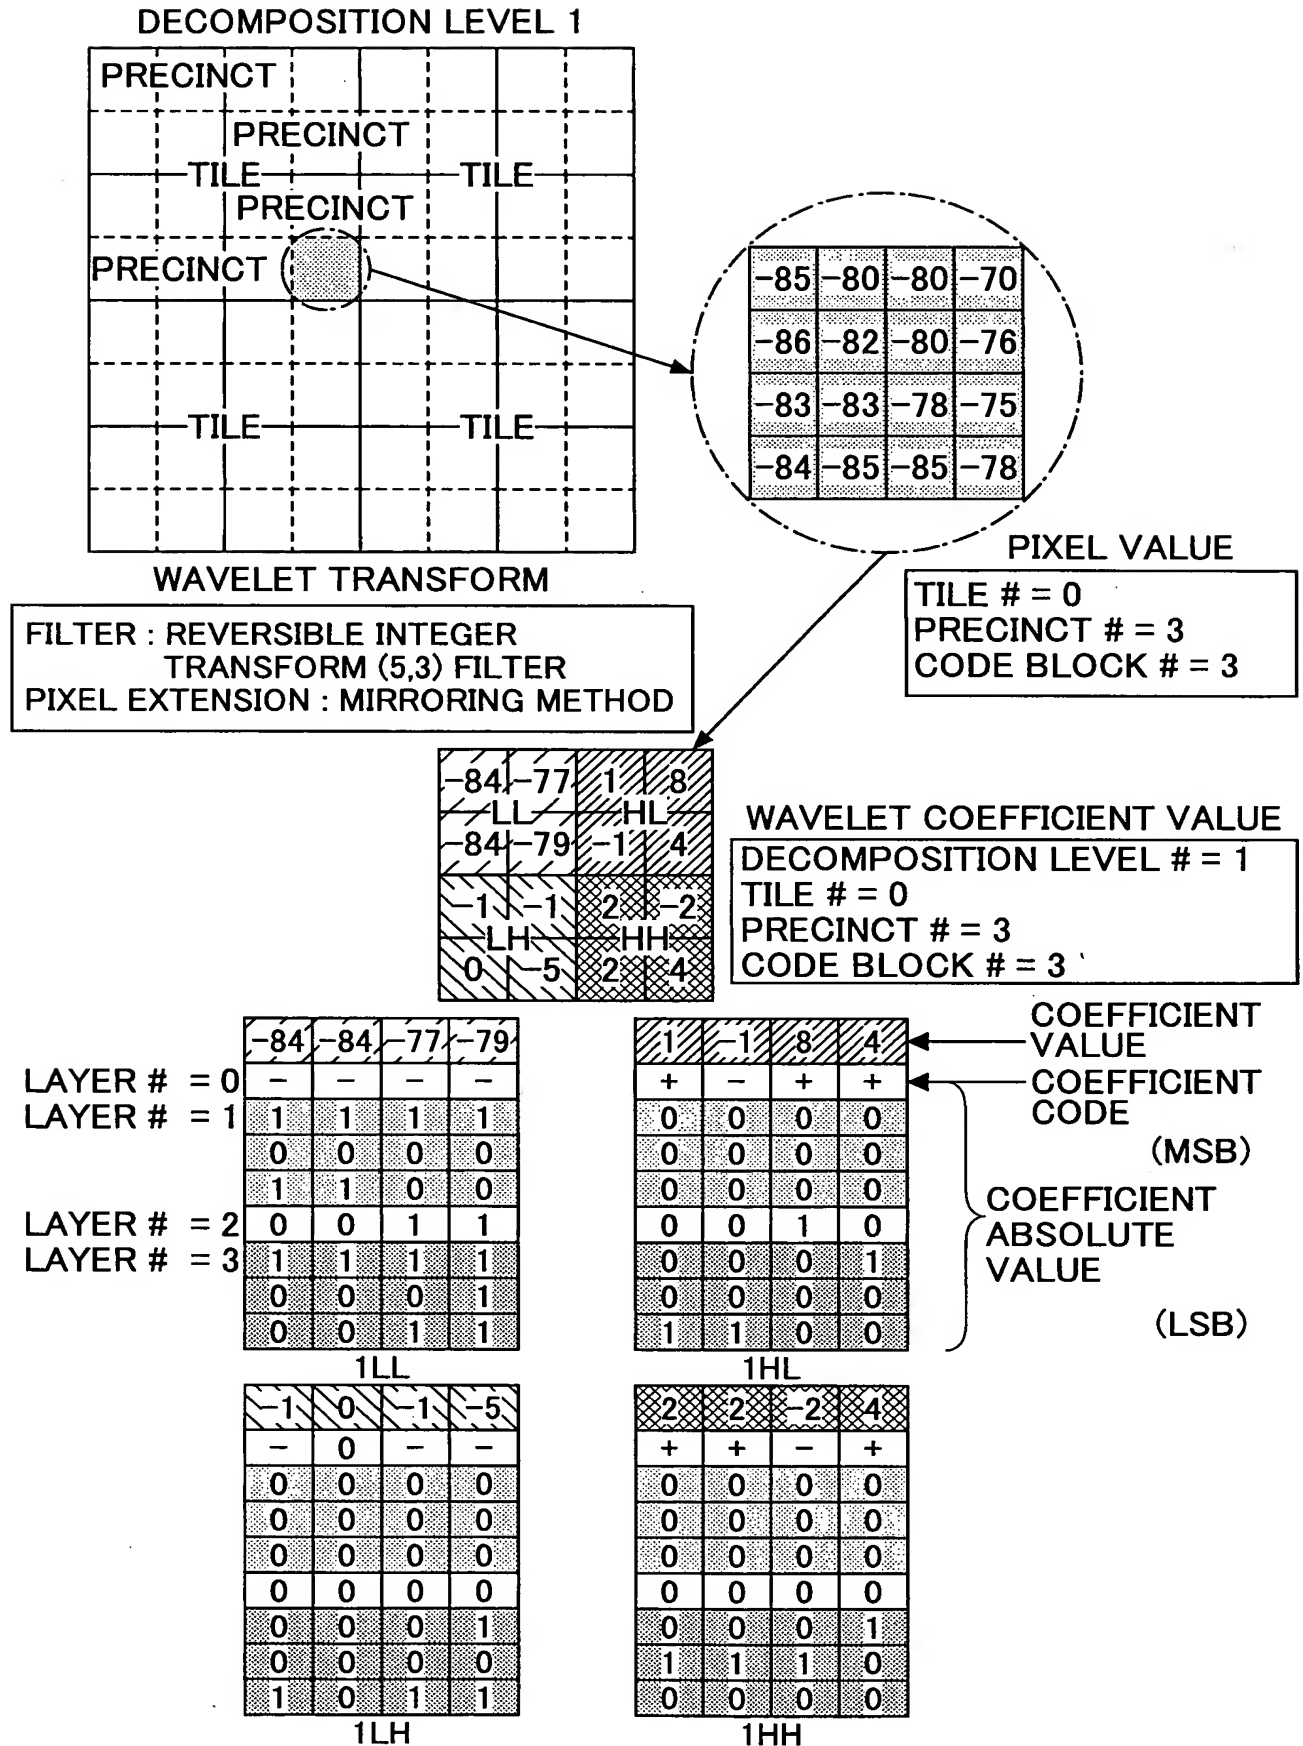 DECOMPOSITION LEVEL 1
PRECINCT
PRECINCT
TILE TILE
PRECINCT
PRECINCT
TILE TILE
-85 -80 -80 -70
-86 -82 -80 -76
-83 -83 -78 -75
-84 -85 -85 -78
PIXEL VALUE
TILE # = 0
PRECINCT # = 3
CODE BLOCK # = 3
WAVELET TRANSFORM
FILTER : REVERSIBLE INTEGER
TRANSFORM (5,3) FILTER
PIXEL EXTENSION : MIRRORING METHOD
-84 -77 1 8
LL HL
-84 -79 -1 4
-1 -1 2 -2
LH HH
0 -5 2 4
WAVELET COEFFICIENT VALUE
DECOMPOSITION LEVEL # = 1
TILE # = 0
PRECINCT # = 3
CODE BLOCK # = 3
-84 -84 -77 -79
LAYER # = 0 - - - -
LAYER # = 1 1 1 1 1
0 0 0 0
1 1 0 0
LAYER # = 2 0 0 1 1
LAYER # = 3 1 1 1 1
0 0 0 1
0 0 1 1
1LL
1 -1 8 4
+ - + +
0 0 0 0
0 0 0 0
0 0 0 0
0 0 1 0
0 0 0 1
0 0 0 0
1 1 0 0
1HL
COEFFICIENT
VALUE
COEFFICIENT
CODE
(MSB)
COEFFICIENT
ABSOLUTE
VALUE
(LSB)
-1 0 -1 -5
- 0 - -
0 0 0 0
0 0 0 0
0 0 0 0
0 0 0 0
0 0 0 1
0 0 0 0
1 0 1 1
1LH
2 2 -2 4
+ + - +
0 0 0 0
0 0 0 0
0 0 0 0
0 0 0 0
0 0 0 1
1 1 1 0
0 0 0 0
1HH